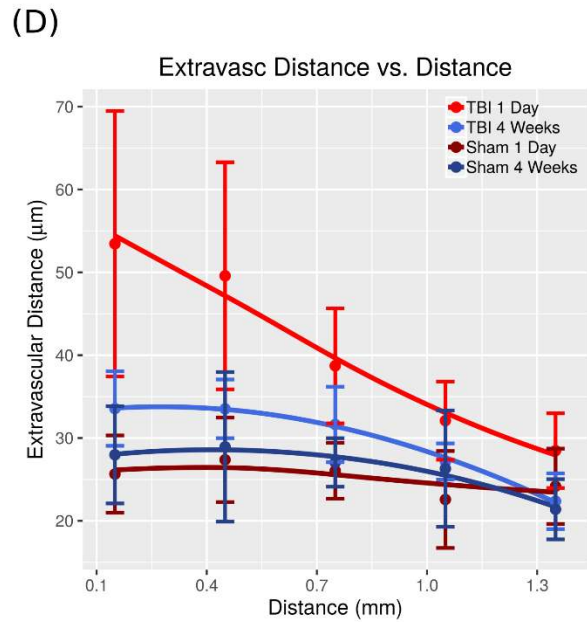 (D)
Extravasc Distance vs. Distance
TBI 1 Day
TBI 4 Weeks
Sham 1 Day
Sham 4 Weeks
Extravascular Distance (μm)
70
60
50
40
30
20
0.1 0.4 0.7 1.0 1.3
Distance (mm)